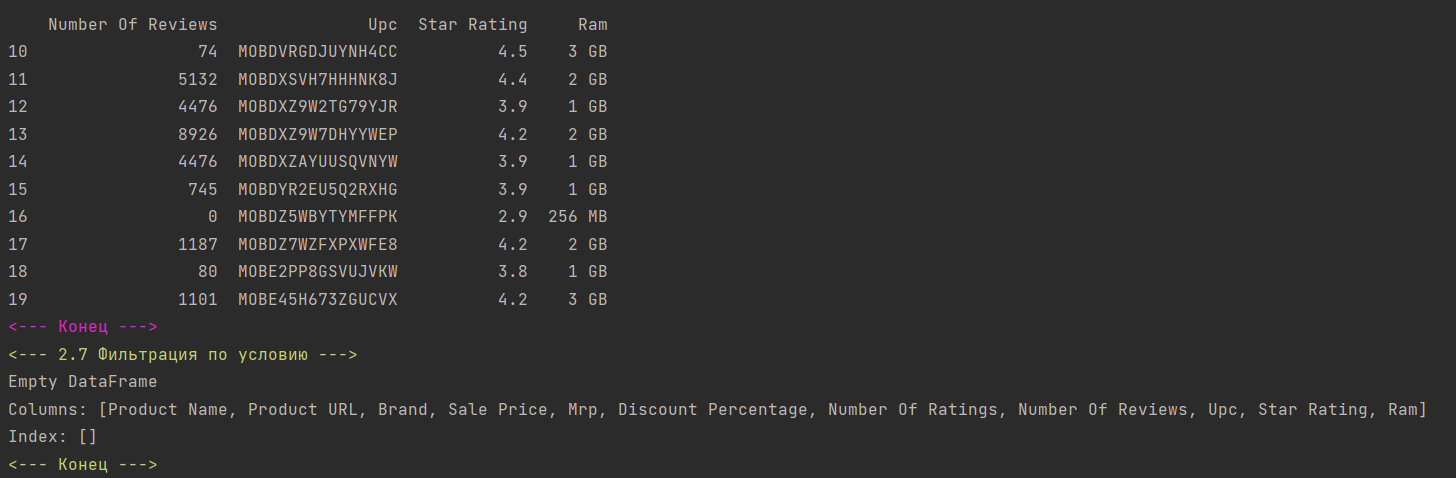 Number Of Reviews Upc Star Rating Ram
10 74 MOBDVRGDJUYNH4CC 4.5 3 GB
11 5132 MOBDXSVH7HHHNK8J 4.4 2 GB
12 4476 MOBDXZ9W2TG79YJR 3.9 1 GB
13 8926 MOBDXZ9W7DHYYWEP 4.2 2 GB
14 4476 MOBDXZAYUUSQVNYW 3.9 1 GB
15 745 MOBDYR2EU5Q2RXHG 3.9 1 GB
16 0 MOBDZ5WBYTYMFFPK 2.9 256 MB
17 1187 MOBDZ7WZFXPXWFE8 4.2 2 GB
18 80 MOBE2PP8GSVUJVKW 3.8 1 GB
19 1101 MOBE45H673ZGUCVX 4.2 3 GB
<--- Конец --->
<--- 2.7 Фильтрация по условию --->
Empty DataFrame
Columns: [Product Name, Product URL, Brand, Sale Price, Mrp, Discount Percentage, Number Of Ratings, Number Of Reviews, Upc, Star Rating, Ram]
Index: []
<--- Конец --->